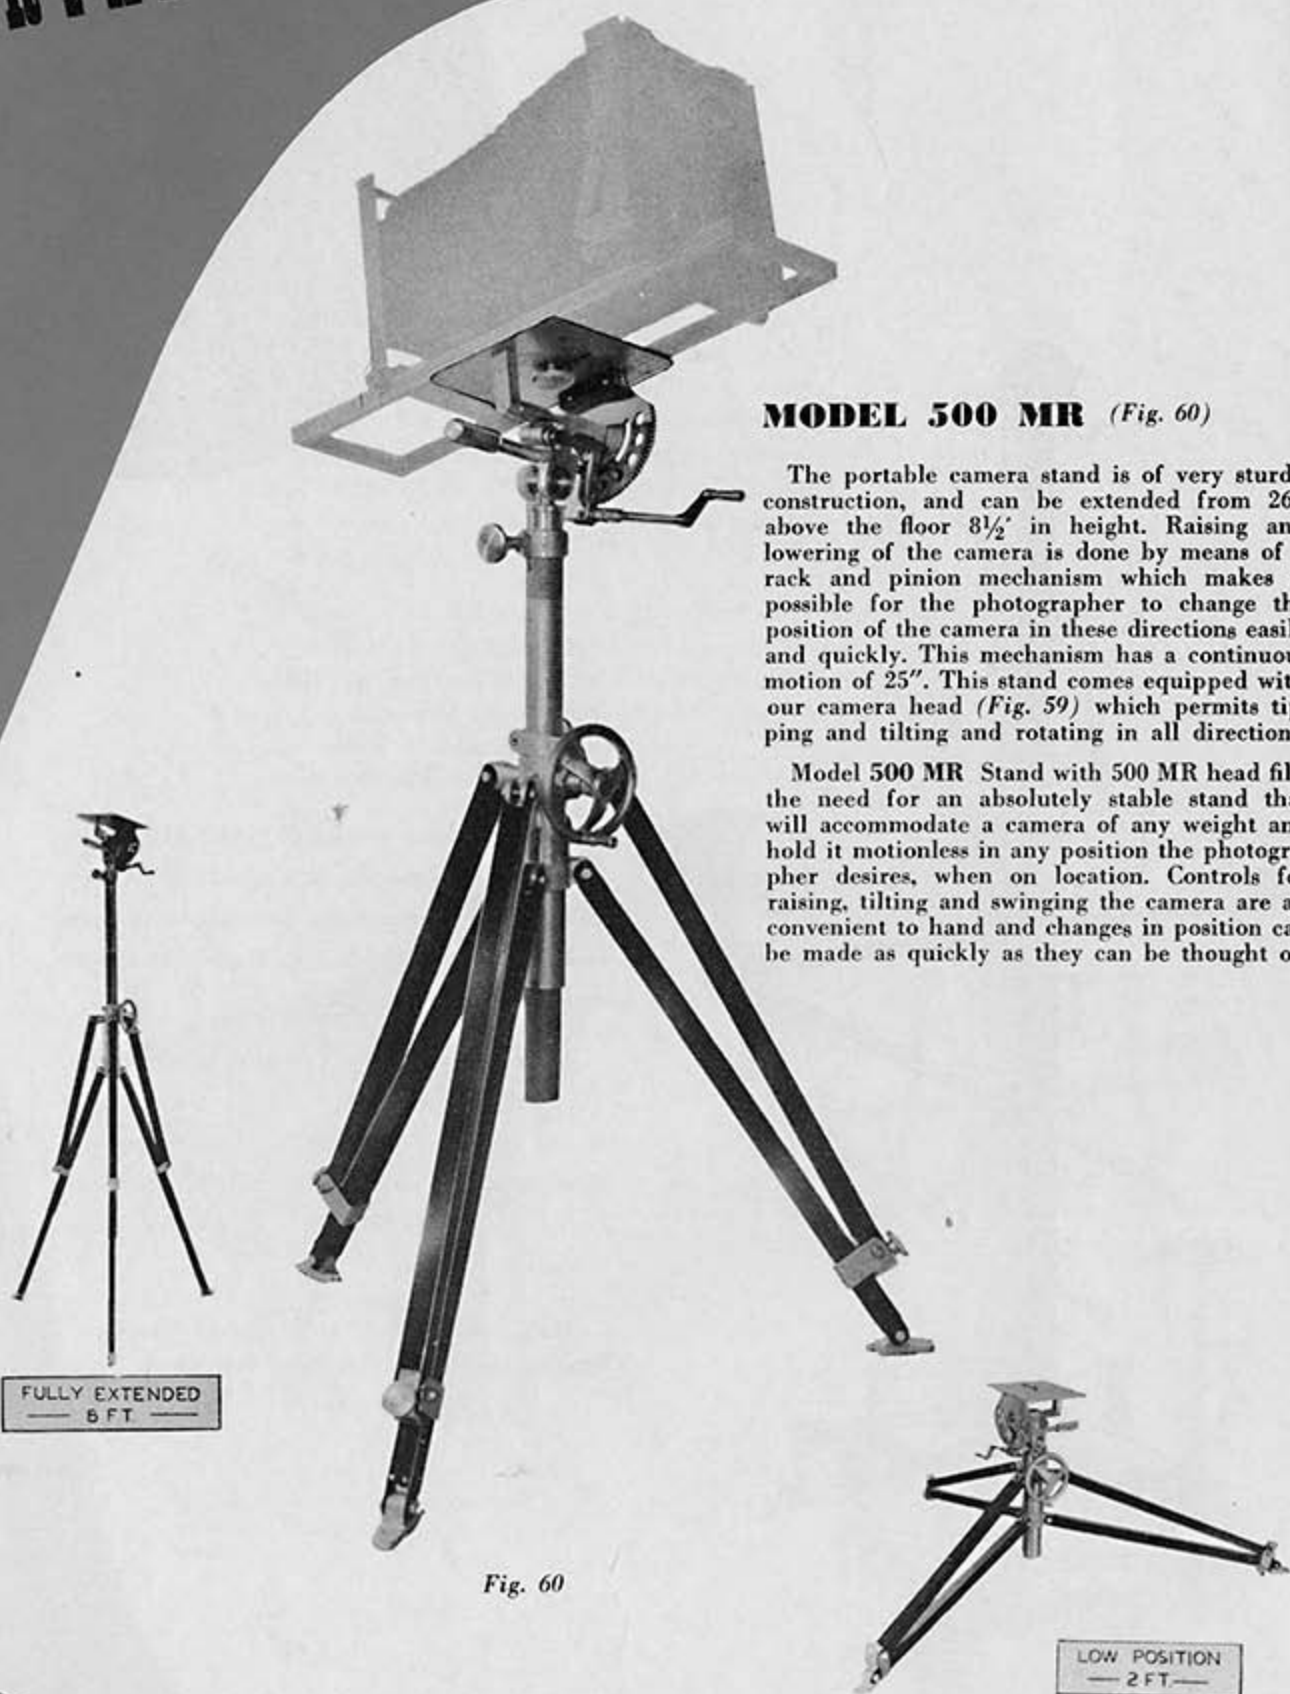 MODEL 500 MR (Fig. 60)
The portable camera stand is of very sturd
construction, and can be extended from 26
above the floor 8½' in height. Raising an
lowering of the camera is done by means of
rack and pinion mechanism which makes
possible for the photographer to change th
position of the camera in these directions easil
and quickly. This mechanism has a continuou
motion of 25". This stand comes equipped wit
our camera head (Fig. 59) which permits tip
ping and tilting and rotating in all direction
Model 500 MR Stand with 500 MR head fil
the need for an absolutely stable stand tha
will accommodate a camera of any weight an
hold it motionless in any position the photogr
pher desires, when on location. Controls fo
raising, tilting and swinging the camera are a
convenient to hand and changes in position ca
be made as quickly as they can be thought o
FULLY EXTENDED
— 8 FT —
Fig. 60
LOW POSITION
— 2 FT. —